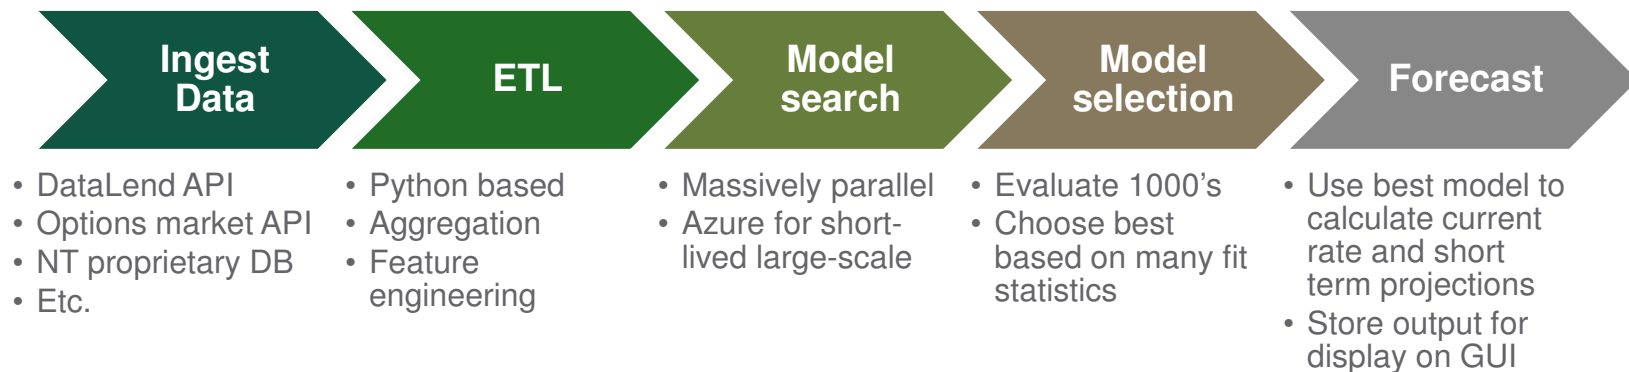 Ingest
Data
ETL
Model
search
Model
selection
Forecast
• DataLend API
• Options market API
• NT proprietary DB
• Etc.
• Python based
• Aggregation
• Feature
engineering
• Massively parallel
• Azure for short-
lived large-scale
• Evaluate 1000's
• Choose best
based on many fit
statistics
• Use best model to
calculate current
rate and short
term projections
• Store output for
display on GUI